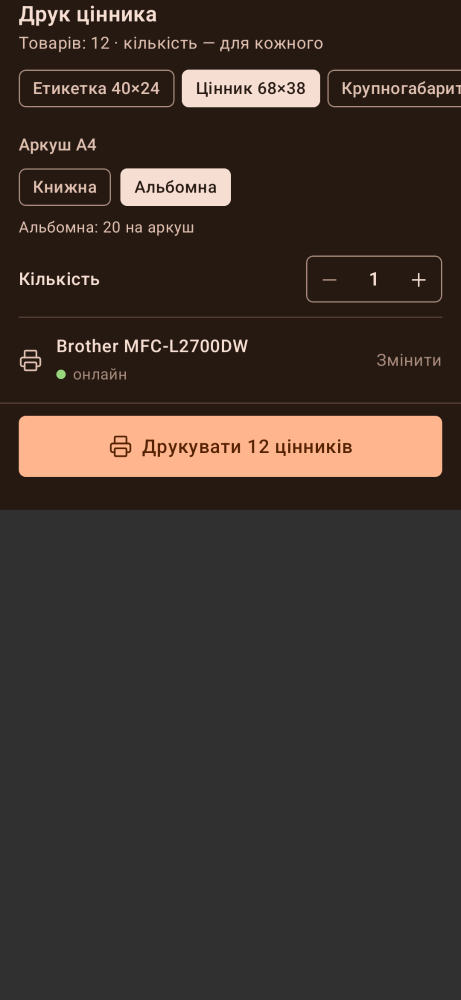 Друк цінника
Товарів: 12 · кількість — для кожного
Етикетка 40×24
Цінник 68×38
Крупногабарит
Аркуш А4
Книжна
Альбомна
Альбомна: 20 на аркуш
Кількість
— 1 +
Brother MFC-L2700DW
онлайн
Змінити
Друкувати 12 цінників